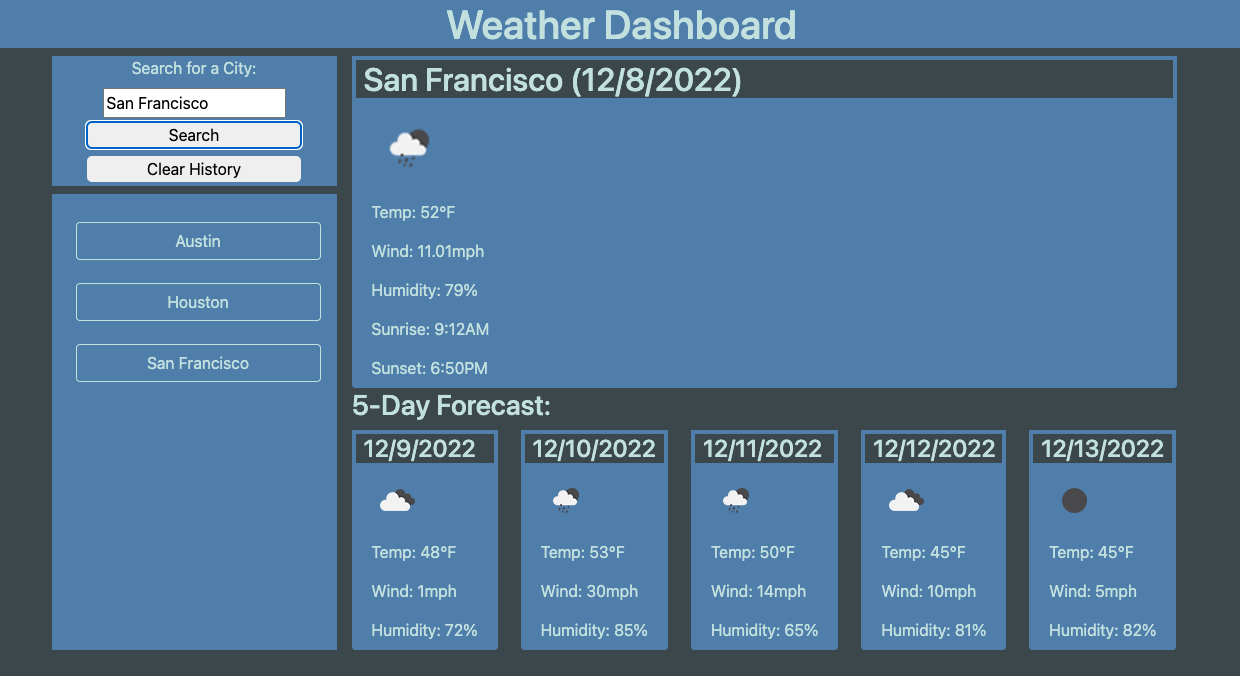 Weather Dashboard
Search for a City:
San Francisco
Search
Clear History
Austin
Houston
San Francisco
San Francisco (12/8/2022)
Temp: 52°F
Wind: 11.01mph
Humidity: 79%
Sunrise: 9:12AM
Sunset: 6:50PM
5-Day Forecast:
12/9/2022
Temp: 48°F
Wind: 1mph
Humidity: 72%
12/10/2022
Temp: 53°F
Wind: 30mph
Humidity: 85%
12/11/2022
Temp: 50°F
Wind: 14mph
Humidity: 65%
12/12/2022
Temp: 45°F
Wind: 10mph
Humidity: 81%
12/13/2022
Temp: 45°F
Wind: 5mph
Humidity: 82%